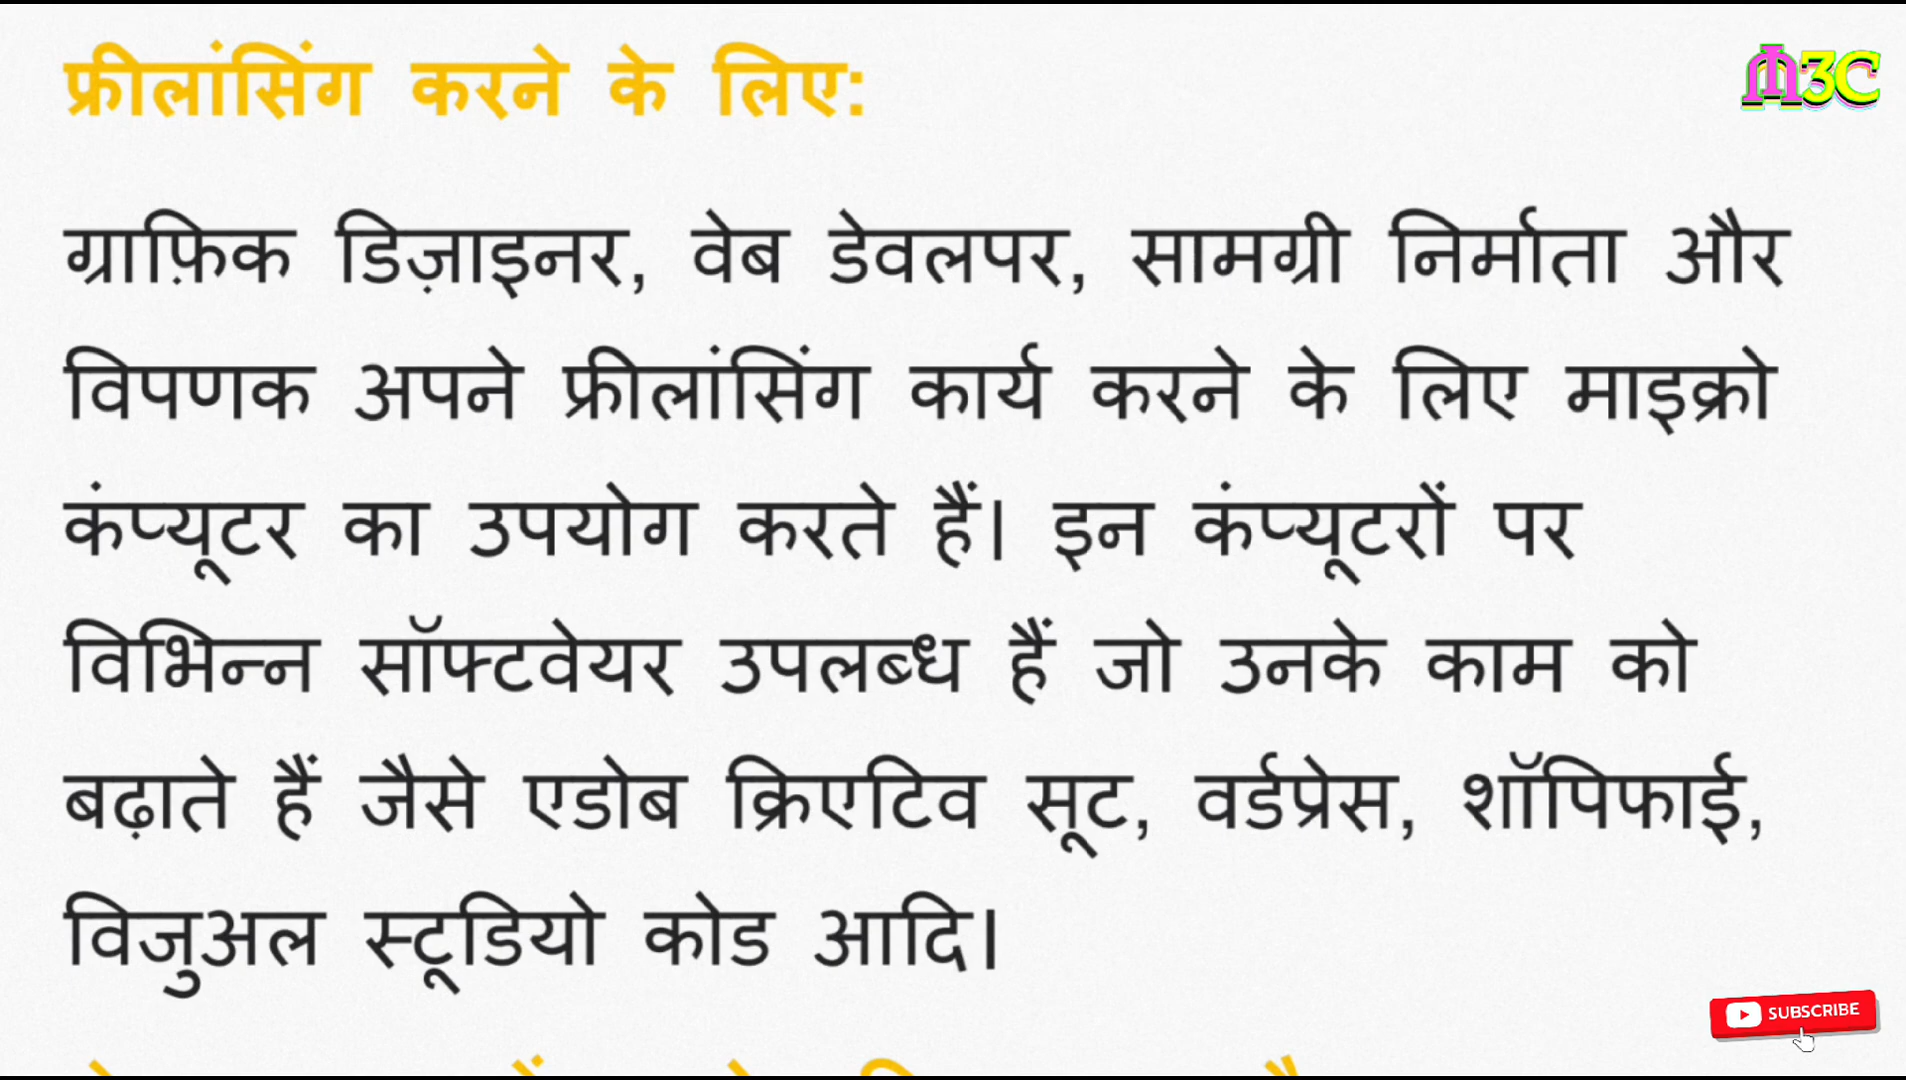 फ्रीलांसिंग करने के लिए:
M3C
ग्राफ़िक डिज़ाइनर, वेब डेवलपर, सामग्री निर्माता और
विपणक अपने फ्रीलांसिंग कार्य करने के लिए माइक्रो
कंप्यूटर का उपयोग करते हैं। इन कंप्यूटरों पर
विभिन्न सॉफ्टवेयर उपलब्ध हैं जो उनके काम को
बढ़ाते हैं जैसे एडोब क्रिएटिव सूट, वर्डप्रेस, शॉपिफाई,
विजुअल स्टूडियो कोड आदि।
SUBSCRIBE